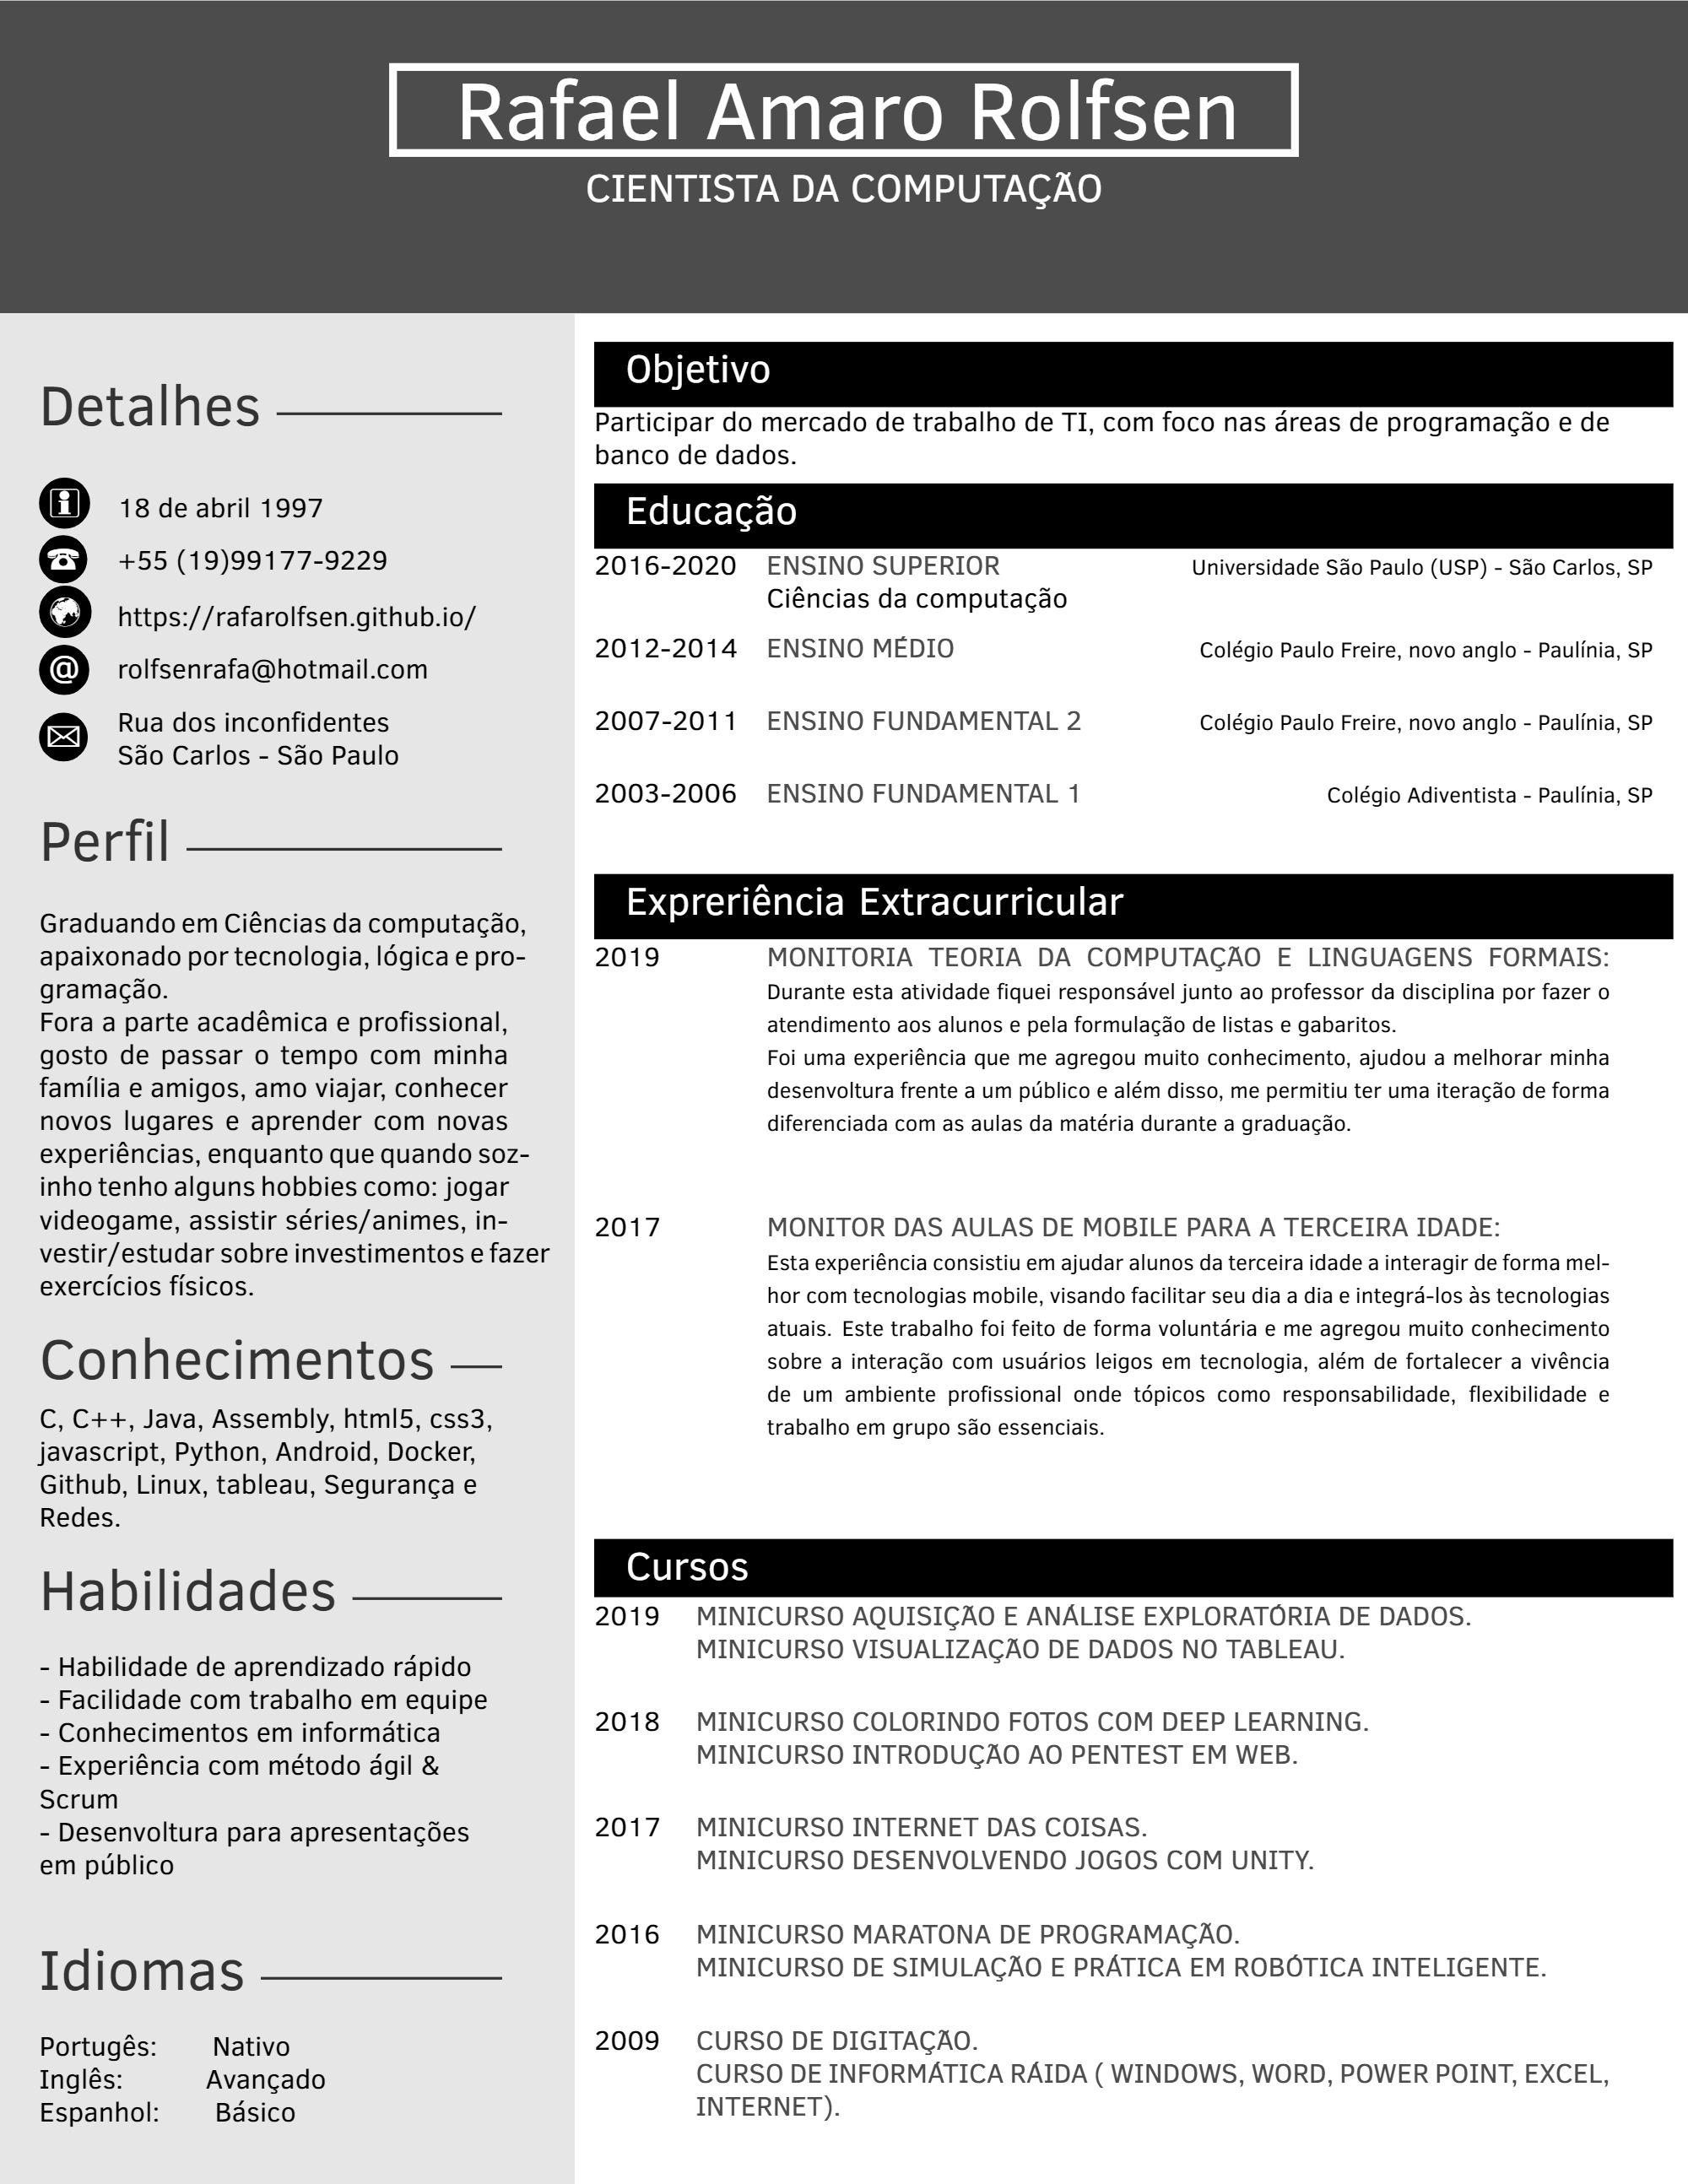 Rafael Amaro Rolfsen
CIENTISTA DA COMPUTAÇÃO
Detalhes
18 de abril 1997
+55 (19)99177-9229
https://rafarolfsen.github.io/
@
rolfsenrafa@hotmail.com
Rua dos inconfidentes
São Carlos - São Paulo
Perfil
Graduando em Ciências da computação,
apaixonado por tecnologia, lógica e pro-
gramação.
Fora a parte acadêmica e profissional,
gosto de passar o tempo com minha
família e amigos, amo viajar, conhecer
novos lugares e aprender com novas
experiências, enquanto que quando soz-
inho tenho alguns hobbies como: jogar
videogame, assistir séries/animes, in-
vestir/estudar sobre investimentos e fazer
exercícios físicos.
Conhecimentos
C, C++, Java, Assembly, html5, css3,
javascript, Python, Android, Docker,
Github, Linux, tableau, Segurança e
Redes.
Habilidades
- Habilidade de aprendizado rápido
- Facilidade com trabalho em equipe
- Conhecimentos em informática
- Experiência com método ágil &
Scrum
- Desenvoltura para apresentações
em público
Idiomas
Portugês: Nativo
Inglês: Avançado
Espanhol: Básico
Objetivo
Participar do mercado de trabalho de TI, com foco nas áreas de programação e de
banco de dados.
Educação
2016-2020 ENSINO SUPERIOR Universidade São Paulo (USP) - São Carlos, SP
Ciências da computação
2012-2014 ENSINO MÉDIO Colégio Paulo Freire, novo anglo - Paulínia, SP
2007-2011 ENSINO FUNDAMENTAL 2 Colégio Paulo Freire, novo anglo - Paulínia, SP
2003-2006 ENSINO FUNDAMENTAL 1 Colégio Adiventista - Paulínia, SP
Expreriência Extracurricular
2019 MONITORIA TEORIA DA COMPUTAÇÃO E LINGUAGENS FORMAIS:
Durante esta atividade fiquei responsável junto ao professor da disciplina por fazer o
atendimento aos alunos e pela formulação de listas e gabaritos.
Foi uma experiência que me agregou muito conhecimento, ajudou a melhorar minha
desenvoltura frente a um público e além disso, me permitiu ter uma iteração de forma
diferenciada com as aulas da matéria durante a graduação.
2017 MONITOR DAS AULAS DE MOBILE PARA A TERCEIRA IDADE:
Esta experiência consistiu em ajudar alunos da terceira idade a interagir de forma mel-
hor com tecnologias mobile, visando facilitar seu dia a dia e integrá-los às tecnologias
atuais. Este trabalho foi feito de forma voluntária e me agregou muito conhecimento
sobre a interação com usuários leigos em tecnologia, além de fortalecer a vivência
de um ambiente profissional onde tópicos como responsabilidade, flexibilidade e
trabalho em grupo são essenciais.
Cursos
2019 MINICURSO AQUISIÇÃO E ANÁLISE EXPLORATÓRIA DE DADOS.
MINICURSO VISUALIZAÇÃO DE DADOS NO TABLEAU.
2018 MINICURSO COLORINDO FOTOS COM DEEP LEARNING.
MINICURSO INTRODUÇÃO AO PENTEST EM WEB.
2017 MINICURSO INTERNET DAS COISAS.
MINICURSO DESENVOLVENDO JOGOS COM UNITY.
2016 MINICURSO MARATONA DE PROGRAMAÇÃO.
MINICURSO DE SIMULAÇÃO E PRÁTICA EM ROBÓTICA INTELIGENTE.
2009 CURSO DE DIGITAÇÃO.
CURSO DE INFORMÁTICA RÁIDA ( WINDOWS, WORD, POWER POINT, EXCEL,
INTERNET).